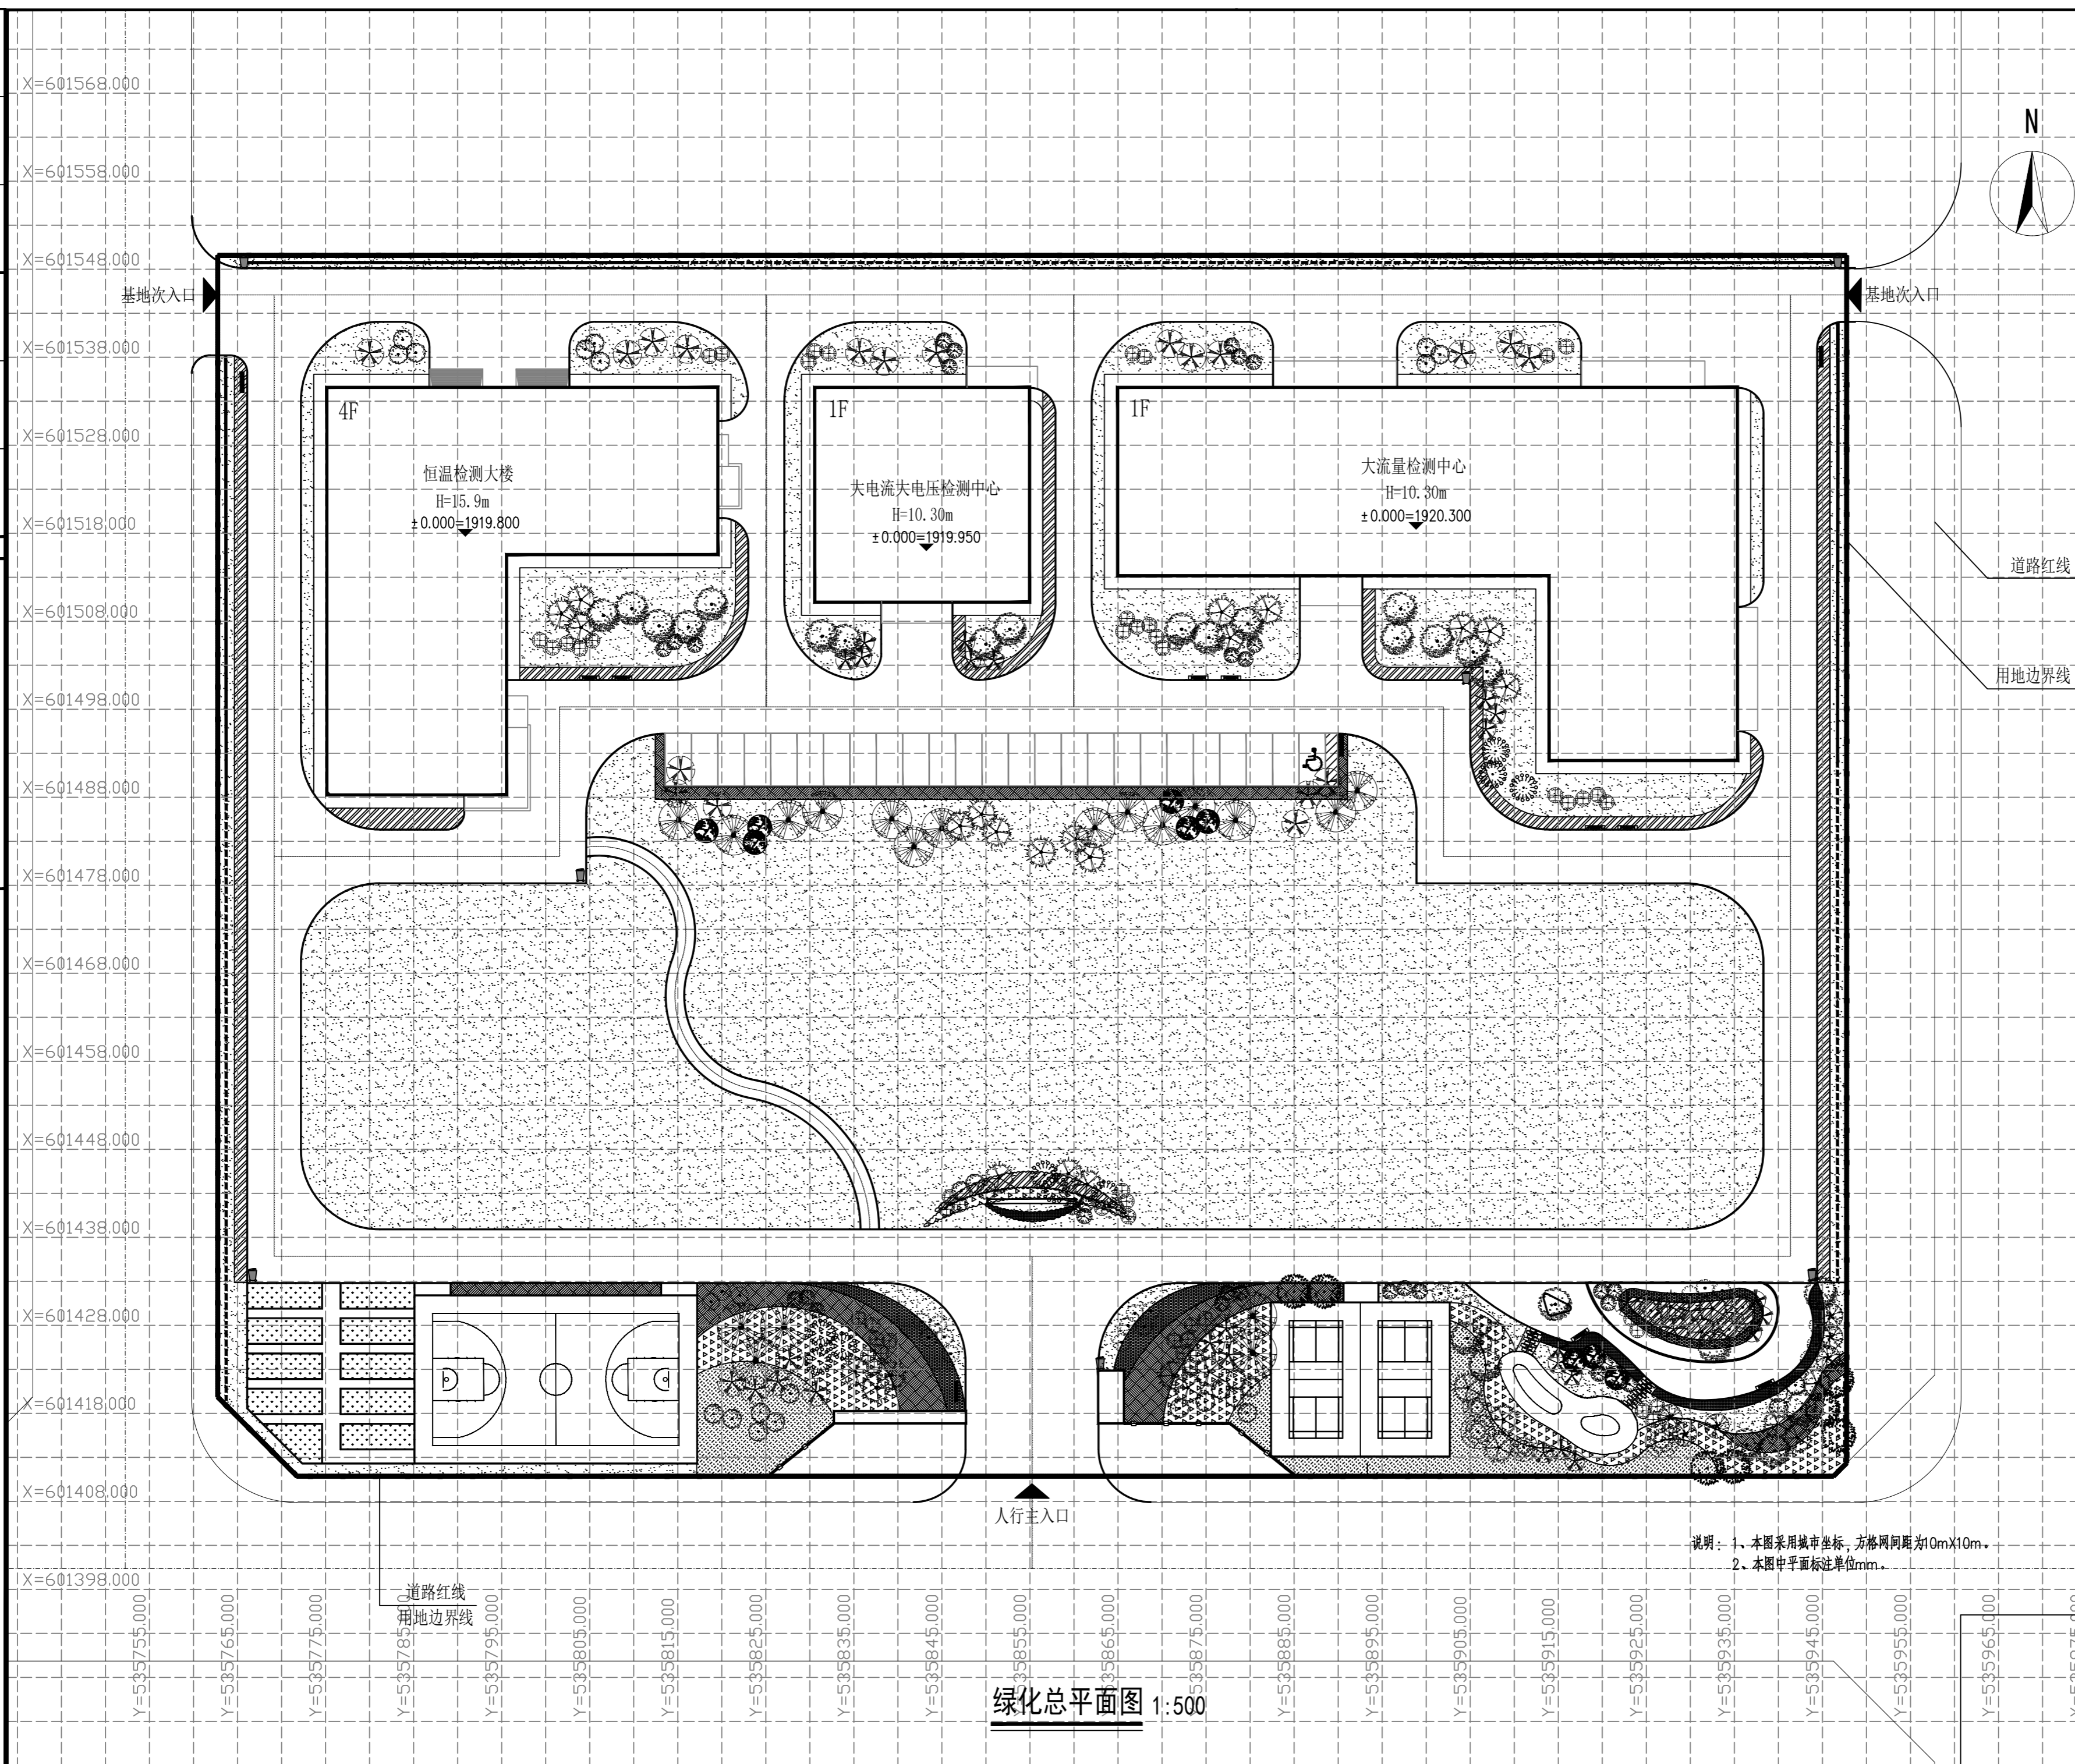 X=601568.000
N
X=601558.000
X=601548.000
基地次入口
基地次入口
X=601538.000
4F
1F
1F
X=601528.000
恒温检测大楼
H=15.9m
±0.000=1919.800
大电流大电压检测中心
H=10.30m
±0.000=1919.950
大流量检测中心
H=10.30m
±0.000=1920.300
X=601518.000
道路红线
X=601508.000
用地边界线
X=601498.000
X=601488.000
X=601478.000
X=601468.000
X=601458.000
X=601448.000
X=601438.000
X=601428.000
X=601418.000
X=601408.000
人行主入口
说明：1、本图采用城市坐标，方格网间距为10mX10m。
2、本图中平面标注单位mm。
X=601398.000
道路红线
用地边界线
Y=535755.000
Y=535765.000
Y=535775.000
Y=535785.000
Y=535795.000
Y=535805.000
Y=535815.000
Y=535825.000
Y=535835.000
Y=535845.000
Y=535855.000
Y=535865.000
Y=535875.000
Y=535885.000
Y=535895.000
Y=535905.000
Y=535915.000
Y=535925.000
Y=535935.000
Y=535945.000
Y=535955.000
Y=535965.000
绿化总平面图 1:500